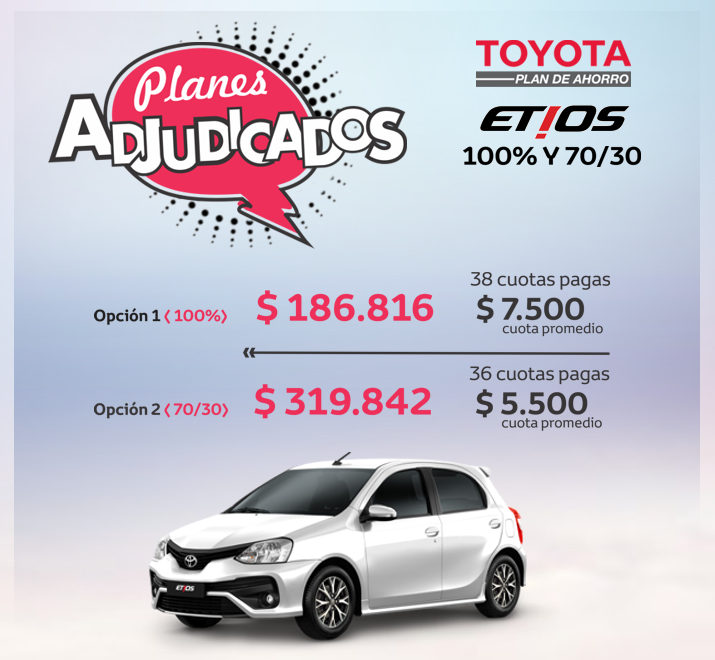 Planes
ADJUDICADOS
TOYOTA
PLAN DE AHORRO
ETIOS
100% Y 70/30
38 cuotas pagas
Opción 1 (100%) $ 186.816 $ 7.500
cuota promedio
36 cuotas pagas
Opción 2 (70/30) $ 319.842 $ 5.500
cuota promedio
ETIOS